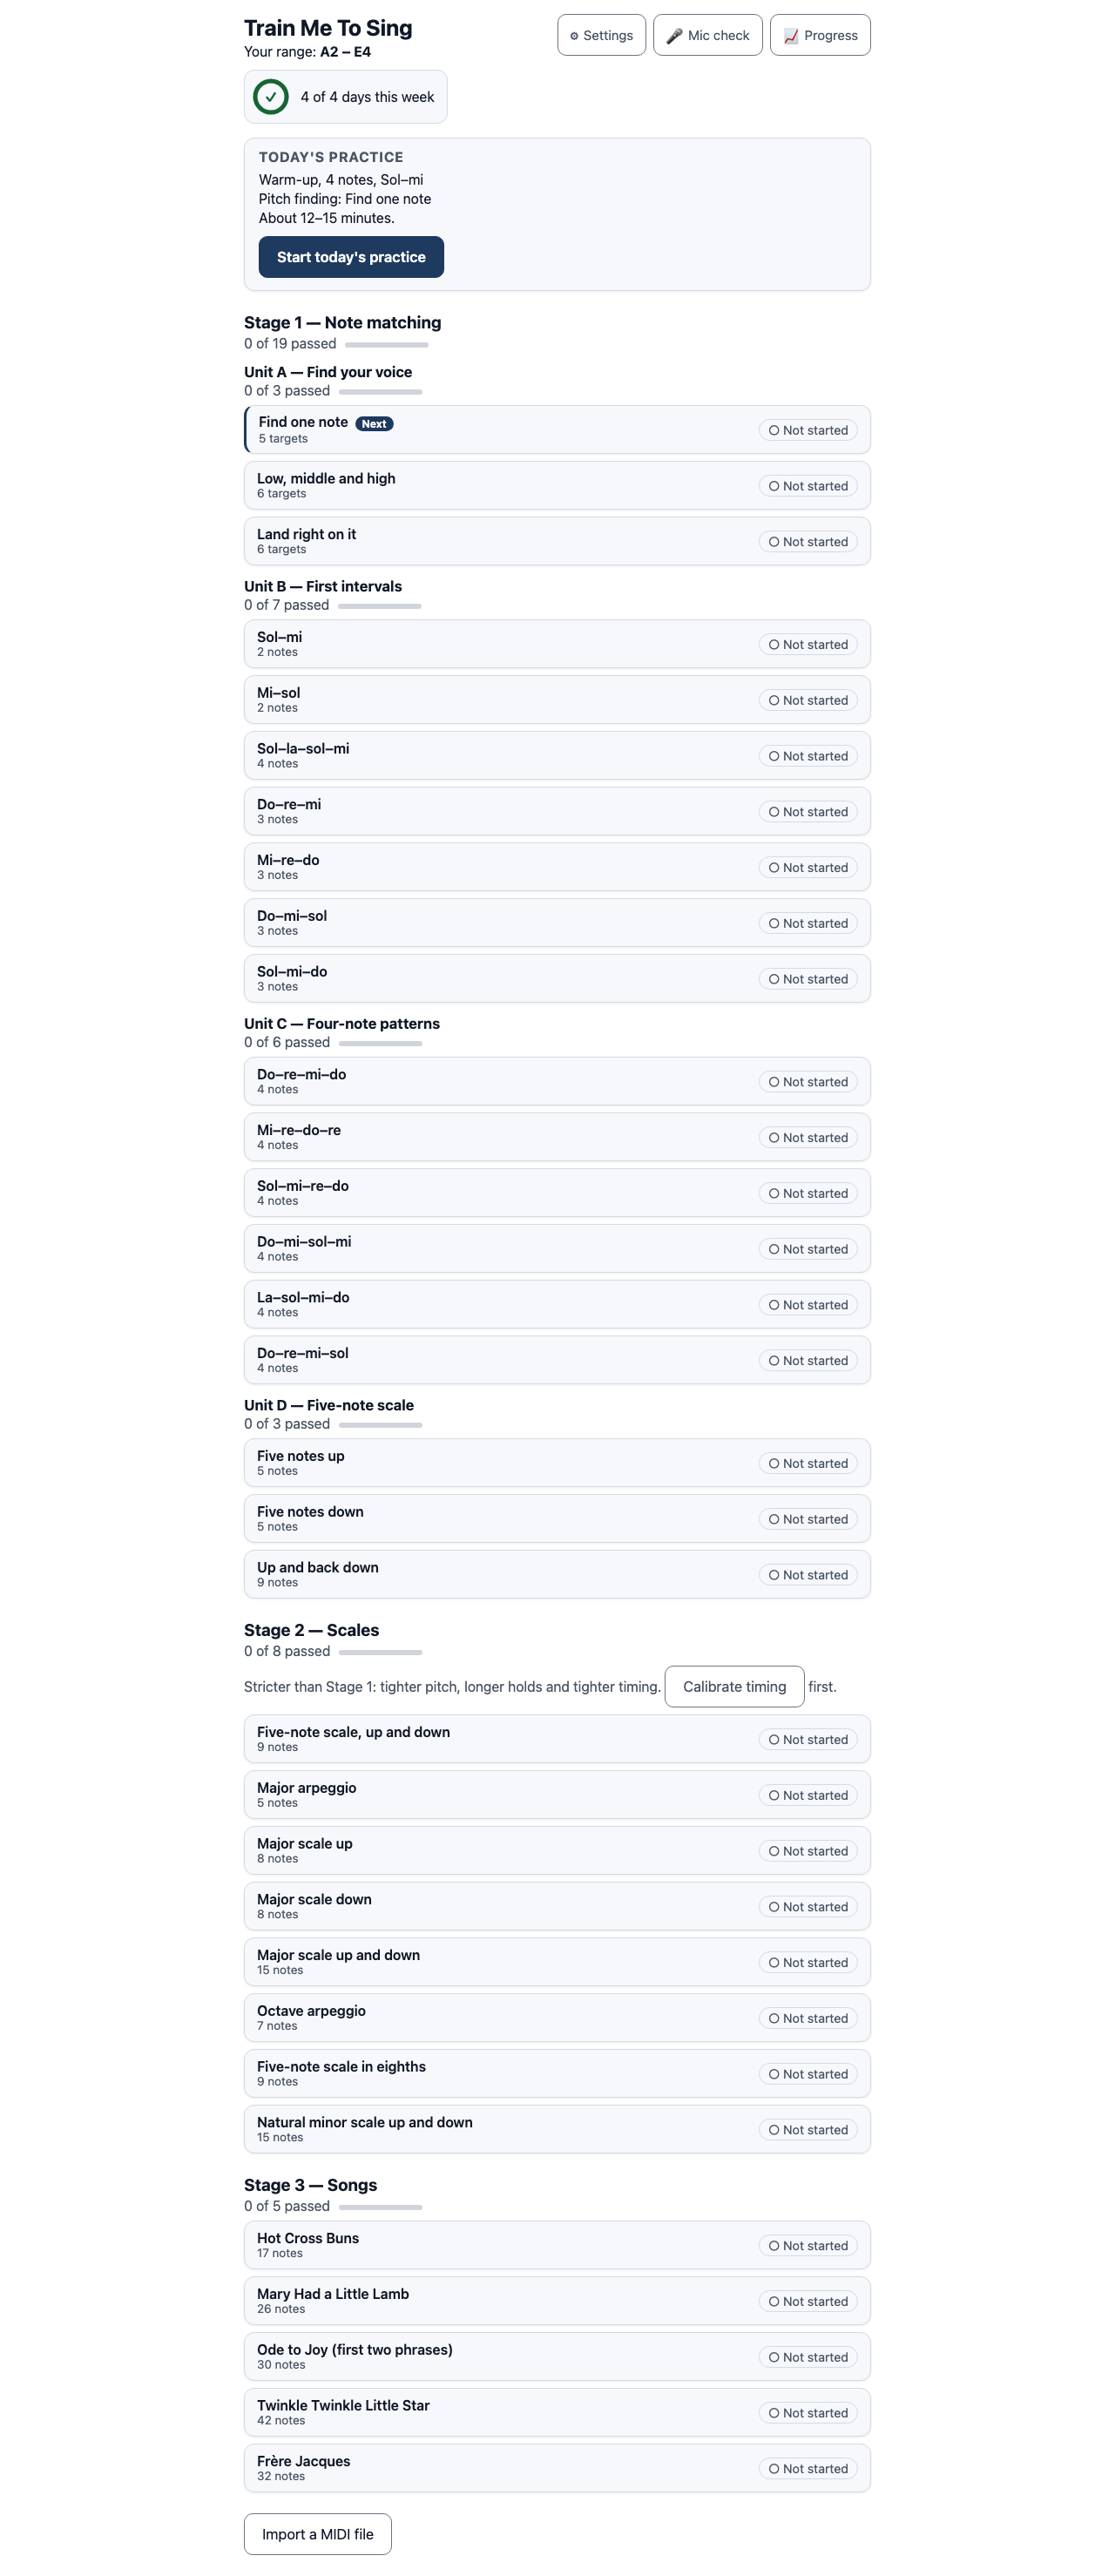 Train Me To Sing
Your range: A2 – E4
⚙ Settings
🎤 Mic check
📈 Progress
4 of 4 days this week
TODAY'S PRACTICE
Warm-up, 4 notes, Sol–mi
Pitch finding: Find one note
About 12–15 minutes.
Start today's practice
Stage 1 — Note matching
0 of 19 passed
Unit A — Find your voice
0 of 3 passed
Find one note Next
5 targets
Not started
Low, middle and high
6 targets
Not started
Land right on it
6 targets
Not started
Unit B — First intervals
0 of 7 passed
Sol–mi
2 notes
Not started
Mi–sol
2 notes
Not started
Sol–la–sol–mi
4 notes
Not started
Do–re–mi
3 notes
Not started
Mi–re–do
3 notes
Not started
Do–mi–sol
3 notes
Not started
Sol–mi–do
3 notes
Not started
Unit C — Four-note patterns
0 of 6 passed
Do–re–mi–do
4 notes
Not started
Mi–re–do–re
4 notes
Not started
Sol–mi–re–do
4 notes
Not started
Do–mi–sol–mi
4 notes
Not started
La–sol–mi–do
4 notes
Not started
Do–re–mi–sol
4 notes
Not started
Unit D — Five-note scale
0 of 3 passed
Five notes up
5 notes
Not started
Five notes down
5 notes
Not started
Up and back down
9 notes
Not started
Stage 2 — Scales
0 of 8 passed
Stricter than Stage 1: tighter pitch, longer holds and tighter timing. Calibrate timing first.
Five-note scale, up and down
9 notes
Not started
Major arpeggio
5 notes
Not started
Major scale up
8 notes
Not started
Major scale down
8 notes
Not started
Major scale up and down
15 notes
Not started
Octave arpeggio
7 notes
Not started
Five-note scale in eighths
9 notes
Not started
Natural minor scale up and down
15 notes
Not started
Stage 3 — Songs
0 of 5 passed
Hot Cross Buns
17 notes
Not started
Mary Had a Little Lamb
26 notes
Not started
Ode to Joy (first two phrases)
30 notes
Not started
Twinkle Twinkle Little Star
42 notes
Not started
Frère Jacques
32 notes
Not started
Import a MIDI file